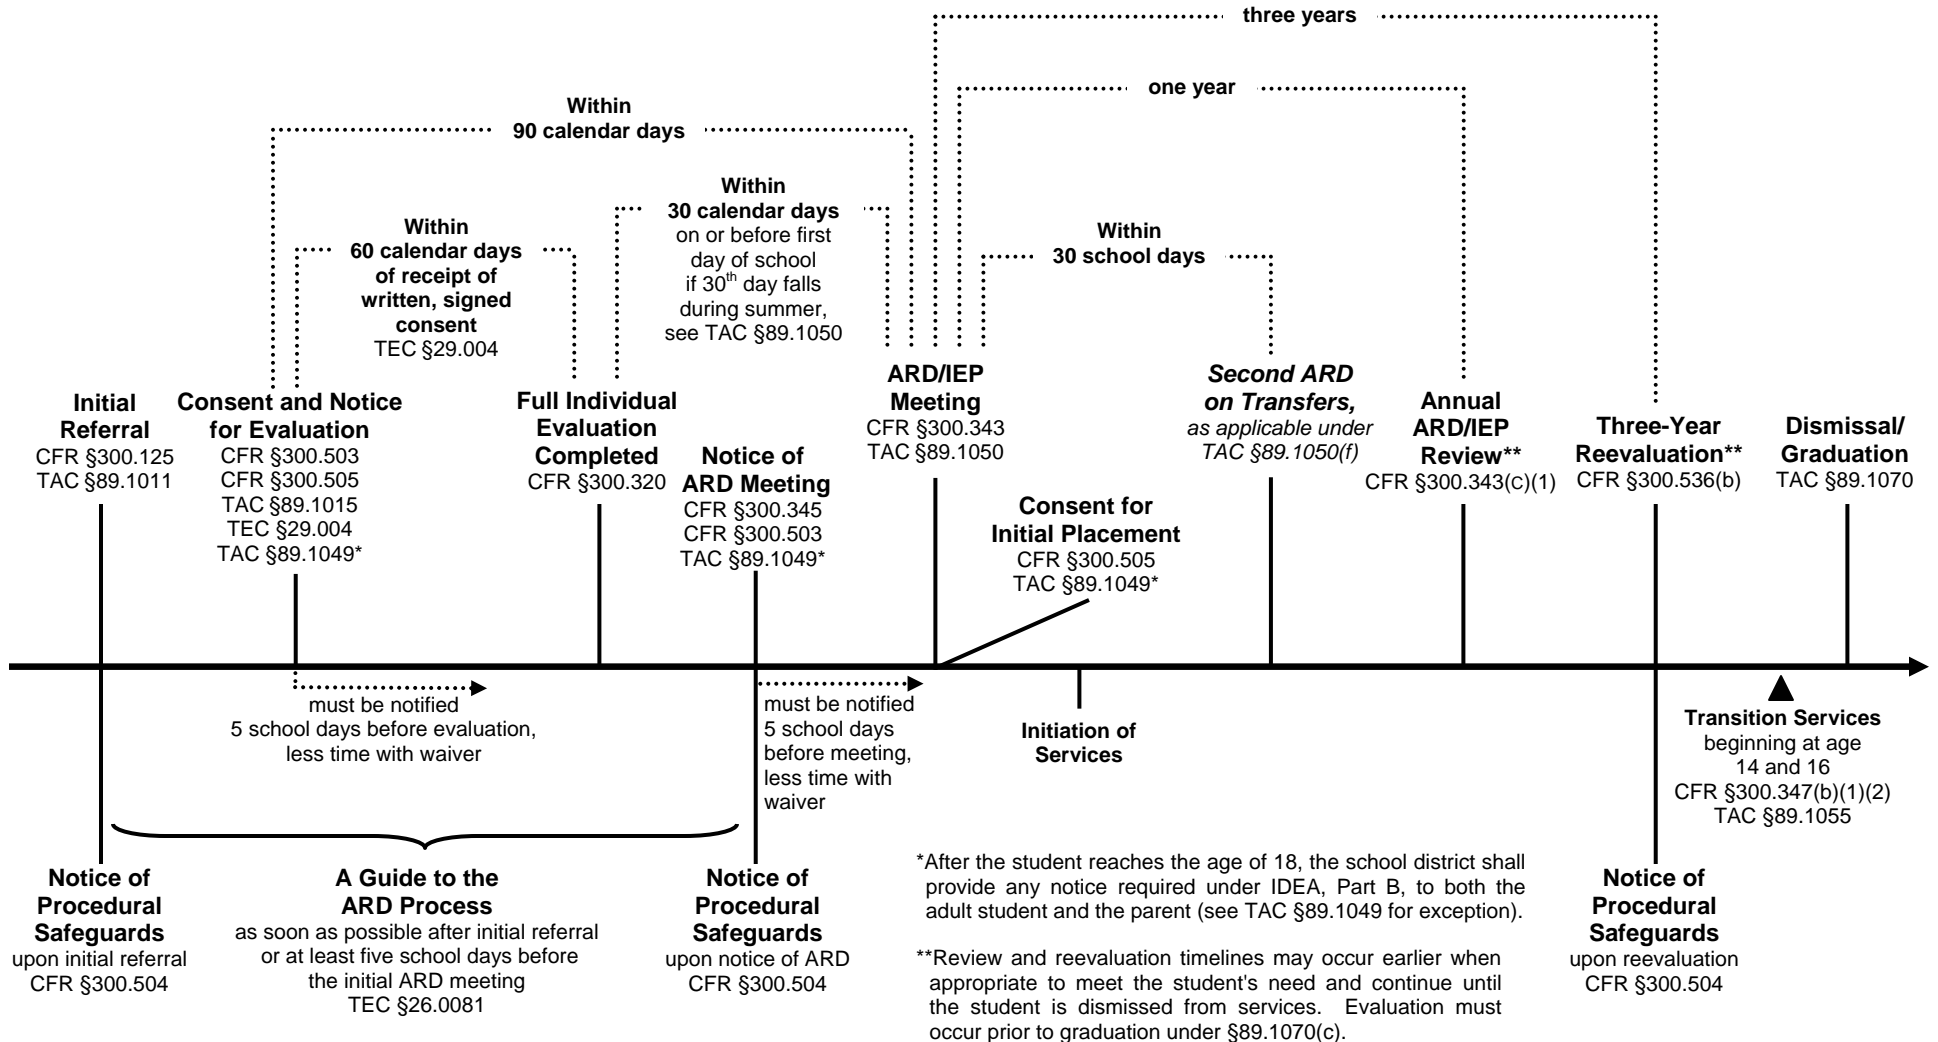 three years
one year
Within
90 calendar days
Within
30 calendar days
on or before first
day of school
if 30th day falls
during summer,
see TAC §89.1050
Within
60 calendar days
of receipt of
written, signed
consent
TEC §29.004
Within
30 school days
Initial
Referral
CFR §300.125
TAC §89.1011
Consent and Notice
for Evaluation
CFR §300.503
CFR §300.505
TAC §89.1015
TEC §29.004
TAC §89.1049*
Full Individual
Evaluation
Completed
CFR §300.320
Notice of
ARD Meeting
CFR §300.345
CFR §300.503
TAC §89.1049*
ARD/IEP
Meeting
CFR §300.343
TAC §89.1050
Consent for
Initial Placement
CFR §300.505
TAC §89.1049*
Second ARD
on Transfers,
as applicable under
TAC §89.1050(f)
Annual
ARD/IEP
Review**
CFR §300.343(c)(1)
Three-Year
Reevaluation**
CFR §300.536(b)
Dismissal/
Graduation
TAC §89.1070
must be notified
5 school days before evaluation,
less time with waiver
must be notified
5 school days
before meeting,
less time with
waiver
Initiation of
Services
Transition Services
beginning at age
14 and 16
CFR §300.347(b)(1)(2)
TAC §89.1055
Notice of
Procedural
Safeguards
upon initial referral
CFR §300.504
A Guide to the
ARD Process
as soon as possible after initial referral
or at least five school days before
the initial ARD meeting
TEC §26.0081
Notice of
Procedural
Safeguards
upon notice of ARD
CFR §300.504
*After the student reaches the age of 18, the school district shall
provide any notice required under IDEA, Part B, to both the
adult student and the parent (see TAC §89.1049 for exception).
**Review and reevaluation timelines may occur earlier when
appropriate to meet the student's need and continue until
the student is dismissed from services. Evaluation must
occur prior to graduation under §89.1070(c).
Notice of
Procedural
Safeguards
upon reevaluation
CFR §300.504